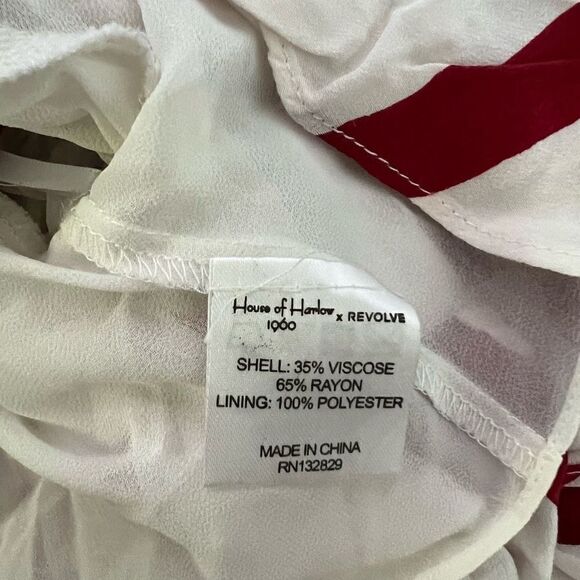 House of Harlow
1960 x REVOLVE
SHELL: 35% VISCOSE
65% RAYON
LINING: 100% POLYESTER
MADE IN CHINA
RN132829